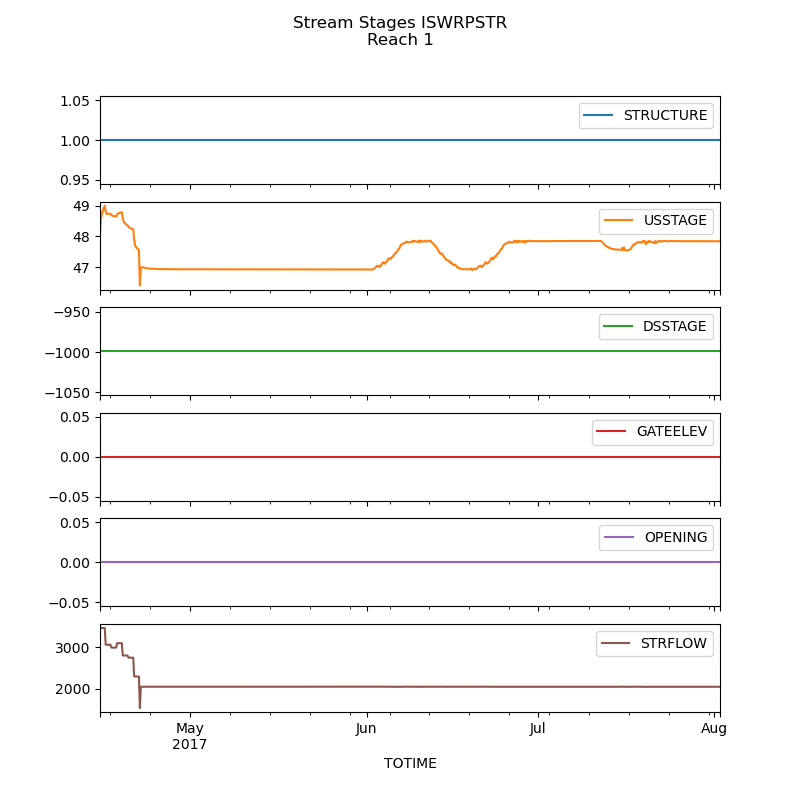 Stream Stages ISWRPSTR
Reach 1
1.05
1.00
0.95
STRUCTURE
49
48
47
USSTAGE
−950
−1000
−1050
DSSTAGE
0.05
0.00
−0.05
GATEELEV
0.05
0.00
−0.05
OPENING
3000
2000
STRFLOW
May
2017
Jun
Jul
Aug
TOTIME